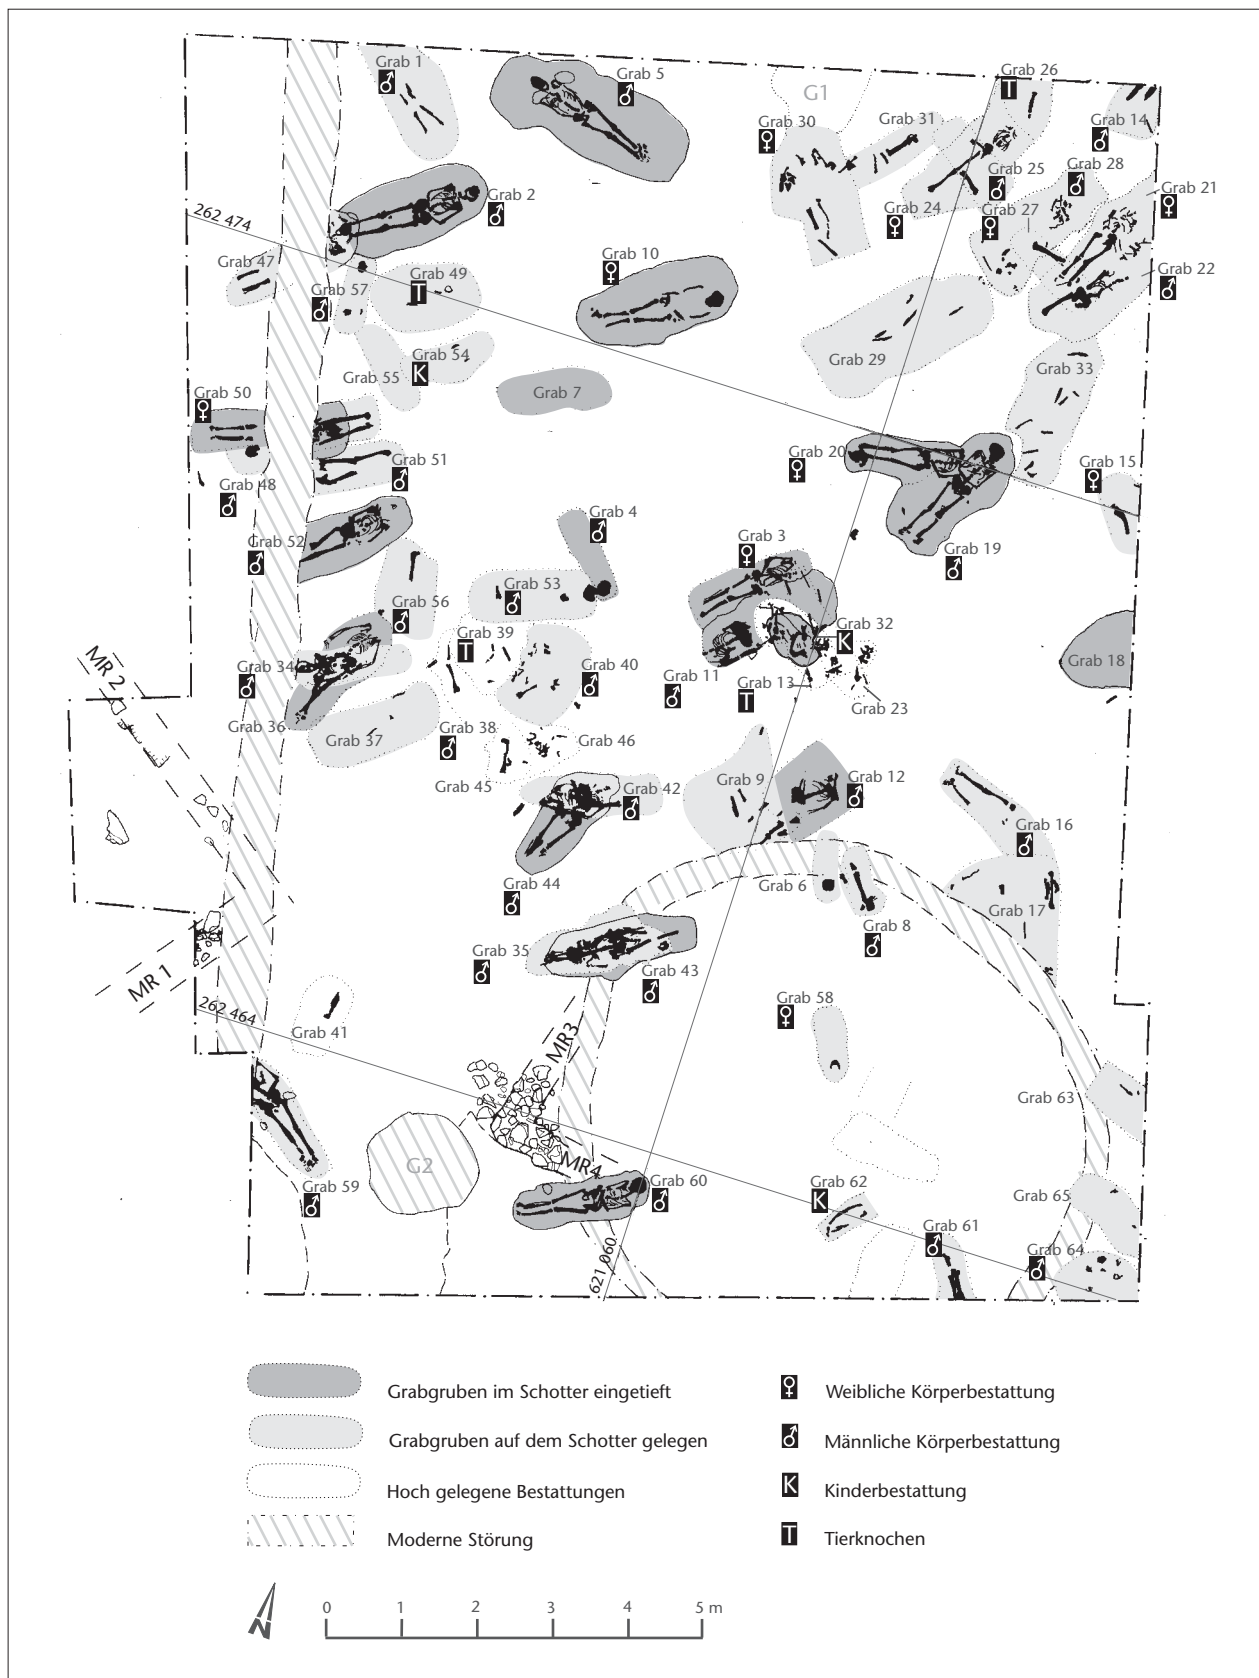 Grab 1
Grab 5
Grab 26
T
G1
Grab 30
Grab 31
Grab 14
Grab 25
Grab 28
Grab 21
Grab 2
262 474
Grab 24
Grab 27
Grab 22
Grab 47
Grab 49
T
Grab 10
Grab 57
Grab 54
K
Grab 55
Grab 29
Grab 33
Grab 7
Grab 50
Grab 20
Grab 51
Grab 15
Grab 48
Grab 4
Grab 52
Grab 3
Grab 19
Grab 53
Grab 56
Grab 39
T
Grab 32
K
Grab 34
Grab 40
Grab 11
Grab 13
T
Grab 18
MR 2
Grab 23
Grab 36
Grab 37
Grab 38
Grab 46
Grab 45
Grab 42
Grab 9
Grab 12
Grab 16
Grab 44
Grab 6
Grab 17
Grab 8
Grab 35
Grab 43
MR 1
262 464
Grab 41
Grab 58
MR3
Grab 63
G2
MR4
Grab 59
Grab 60
Grab 62
K
Grab 65
Grab 61
Grab 64
621 060
Grabgruben im Schotter eingetieft
♀ Weibliche Körperbestattung
Grabgruben auf dem Schotter gelegen
♂ Männliche Körperbestattung
Hoch gelegene Bestattungen
K Kinderbestattung
Moderne Störung
T Tierknochen
N
0 1 2 3 4 5 m